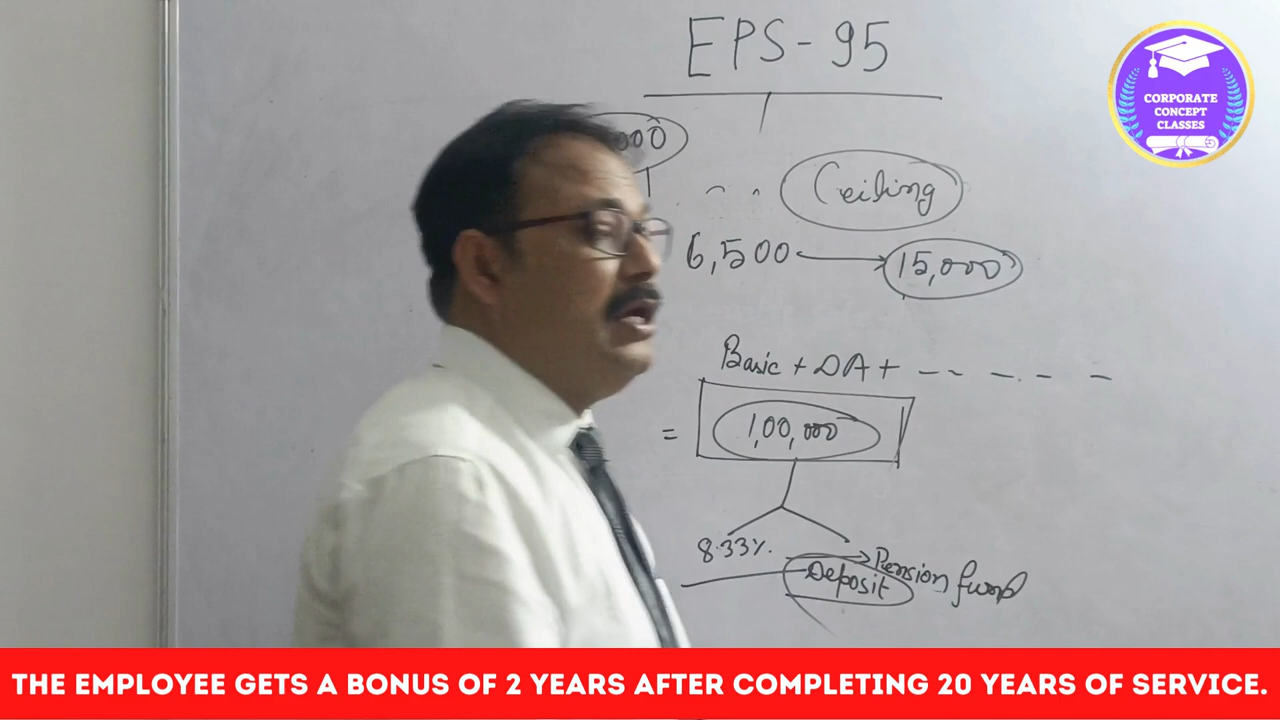 EPS-95
Ceiling
6,500 → 15,000
Basic + DA + -- - - - -
= 1,00,000
8.33%. → Pension fund
Deposit
CORPORATE
CONCEPT
CLASSES
THE EMPLOYEE GETS A BONUS OF 2 YEARS AFTER COMPLETING 20 YEARS OF SERVICE.